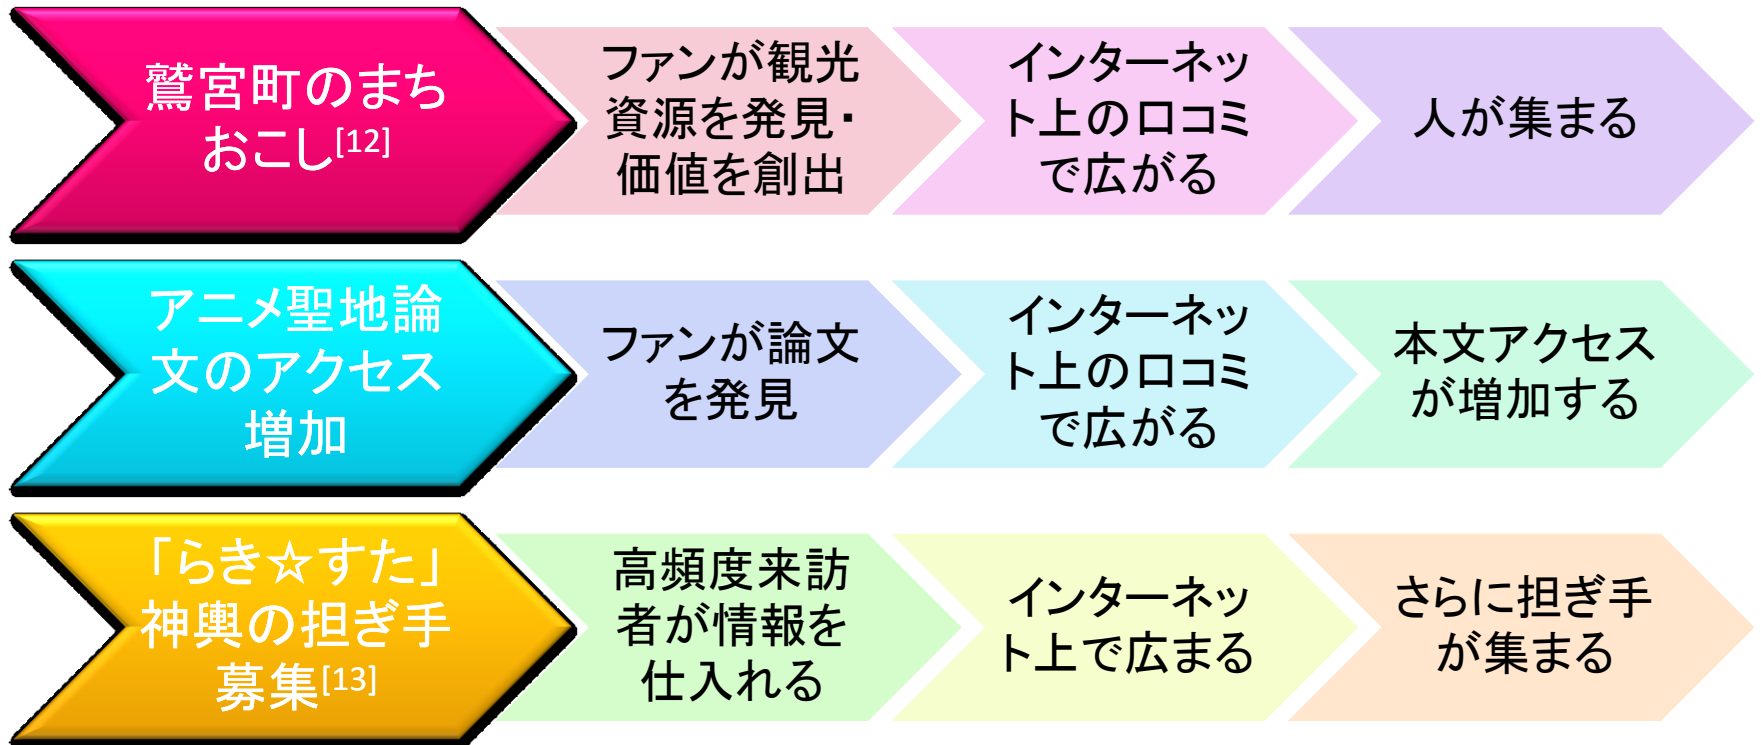 鷲宮町のまち
おこし[12]
ファンが観光
資源を発見・
価値を創出
インターネッ
ト上の口コミ
で広がる
人が集まる
アニメ聖地論
文のアクセス
増加
ファンが論文
を発見
インターネッ
ト上の口コミ
で広がる
本文アクセス
が増加する
「らき☆すた」
神輿の担ぎ手
募集[13]
高頻度来訪
者が情報を
仕入れる
インターネッ
ト上で広まる
さらに担ぎ手
が集まる